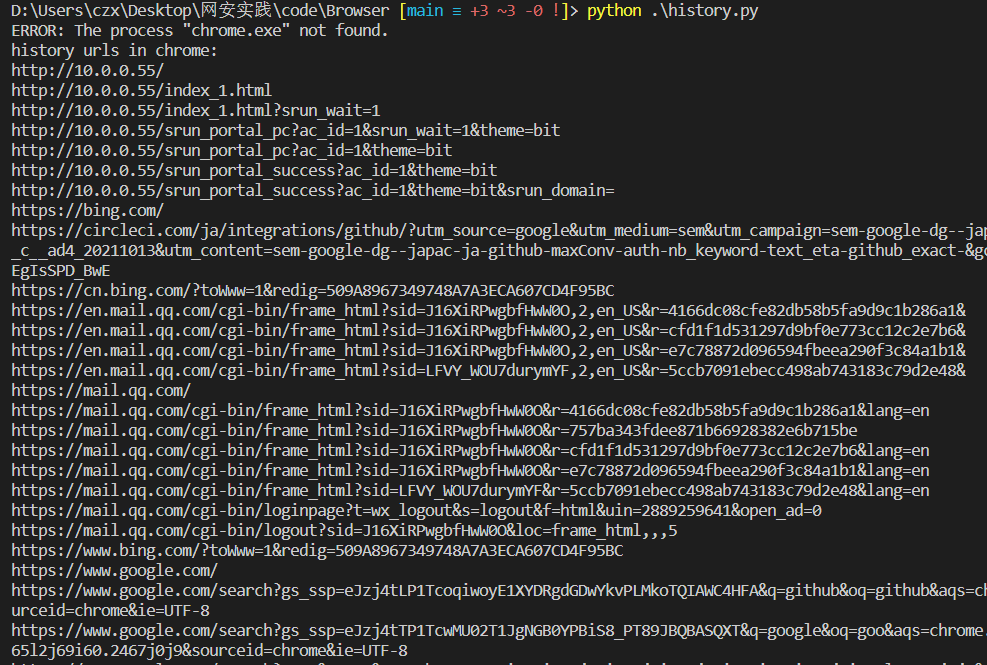 D:\Users\czx\Desktop\网安实践\code\Browser [main ≡ +3 ~3 -0 !]> python .\history.py
ERROR: The process "chrome.exe" not found.
history urls in chrome:
http://10.0.0.55/
http://10.0.0.55/index_1.html
http://10.0.0.55/index_1.html?srun_wait=1
http://10.0.0.55/srun_portal_pc?ac_id=1&srun_wait=1&theme=bit
http://10.0.0.55/srun_portal_pc?ac_id=1&theme=bit
http://10.0.0.55/srun_portal_success?ac_id=1&theme=bit
http://10.0.0.55/srun_portal_success?ac_id=1&theme=bit&srun_domain=
https://bing.com/
https://circleci.com/ja/integrations/github/?utm_source=google&utm_medium=sem&utm_campaign=sem-google-dg--jap
_c__ad4_20211013&utm_content=sem-google-dg--japac-ja-github-maxConv-auth-nb_keyword-text_eta-github_exact-&gc
EgIsSPD_BwE
https://cn.bing.com/?toWww=1&redig=509A8967349748A7A3ECA607CD4F95BC
https://en.mail.qq.com/cgi-bin/frame_html?sid=J16XiRPwgbfHwW0O,2,en_US&r=4166dc08cfe82db58b5fa9d9c1b286a1&
https://en.mail.qq.com/cgi-bin/frame_html?sid=J16XiRPwgbfHwW0O,2,en_US&r=cfd1f1d531297d9bf0e773cc12c2e7b6&
https://en.mail.qq.com/cgi-bin/frame_html?sid=J16XiRPwgbfHwW0O,2,en_US&r=e7c78872d096594fbeea290f3c84a1b1&
https://en.mail.qq.com/cgi-bin/frame_html?sid=LFVY_WOU7durymYF,2,en_US&r=5ccb7091ebecc498ab743183c79d2e48&
https://mail.qq.com/
https://mail.qq.com/cgi-bin/frame_html?sid=J16XiRPwgbfHwW0O&r=4166dc08cfe82db58b5fa9d9c1b286a1&lang=en
https://mail.qq.com/cgi-bin/frame_html?sid=J16XiRPwgbfHwW0O&r=757ba343fdee871b66928382e6b715be
https://mail.qq.com/cgi-bin/frame_html?sid=J16XiRPwgbfHwW0O&r=cfd1f1d531297d9bf0e773cc12c2e7b6&lang=en
https://mail.qq.com/cgi-bin/frame_html?sid=J16XiRPwgbfHwW0O&r=e7c78872d096594fbeea290f3c84a1b1&lang=en
https://mail.qq.com/cgi-bin/frame_html?sid=LFVY_WOU7durymYF&r=5ccb7091ebecc498ab743183c79d2e48&lang=en
https://mail.qq.com/cgi-bin/loginpage?t=wx_logout&s=logout&f=html&uin=2889259641&open_ad=0
https://mail.qq.com/cgi-bin/logout?sid=J16XiRPwgbfHwW0O&loc=frame_html,,,5
https://www.bing.com/?toWww=1&redig=509A8967349748A7A3ECA607CD4F95BC
https://www.google.com/
https://www.google.com/search?gs_ssp=eJzj4tLP1TcoqiwoyE1XYDRgdGDwYkvPLMkoTQIAWC4HFA&q=github&oq=github&aqs=ch
urceid=chrome&ie=UTF-8
https://www.google.com/search?gs_ssp=eJzj4tTP1TcwMU02T1JgNGB0YPBiS8_PT89JBQBASQXT&q=google&oq=goo&aqs=chrome.
65l2j69i60.2467j0j9&sourceid=chrome&ie=UTF-8